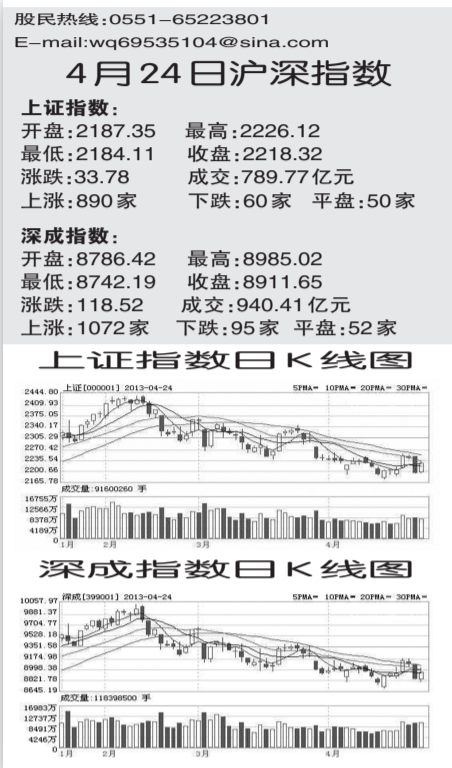 股民热线:0551-65223801
E-mail:wq69535104@sina.com
4月24日沪深指数
上证指数:
开盘:2187.35 最高:2226.12
最低:2184.11 收盘:2218.32
涨跌:33.78 成交:789.77亿元
上涨:890家 下跌:60家 平盘:50家
深成指数:
开盘:8786.42 最高:8985.02
最低:8742.19 收盘:8911.65
涨跌:118.52 成交:940.41亿元
上涨:1072家 下跌:95家 平盘:52家
上证指数日K线图
上证[000001] 2013-04-24 5PMA= 10PMA= 20PMA= 30PMA=
2444.80
2409.93
2375.05
2340.17
2305.29
2270.42
2235.54
2200.66
2165.78
成交量:91600260 手
16755万
12566万
8378万
4189万
0
1月 2月 3月 4月
深成指数日K线图
深成[399001] 2013-04-24 5PMA= 10PMA= 20PMA= 30PMA=
10057.97
9881.37
9704.77
9528.18
9351.58
9174.98
8998.38
8821.78
8645.19
成交量:118398500 手
16983万
12737万
8491万
4246万
0
1月 2月 3月 4月